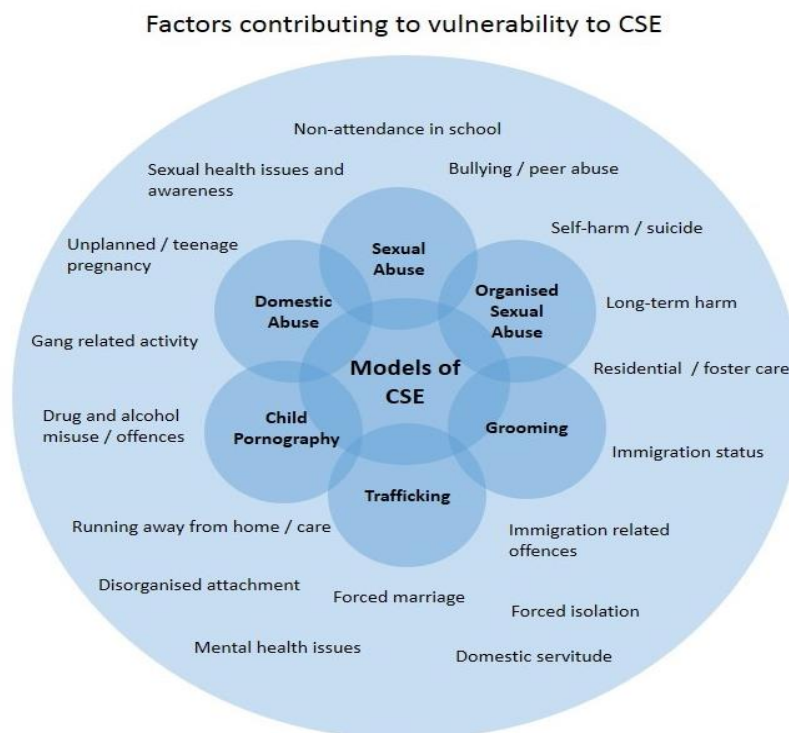 Factors contributing to vulnerability to CSE
Non-attendance in school
Sexual health issues and
awareness
Bullying / peer abuse
Unplanned / teenage
pregnancy
Sexual
Abuse
Self-harm / suicide
Domestic
Abuse
Organised
Sexual
Abuse
Long-term harm
Gang related activity
Models of
CSE
Residential / foster care
Drug and alcohol
misuse / offences
Child
Pornography
Grooming
Immigration status
Trafficking
Running away from home / care
Immigration related
offences
Disorganised attachment
Forced marriage
Forced isolation
Mental health issues
Domestic servitude